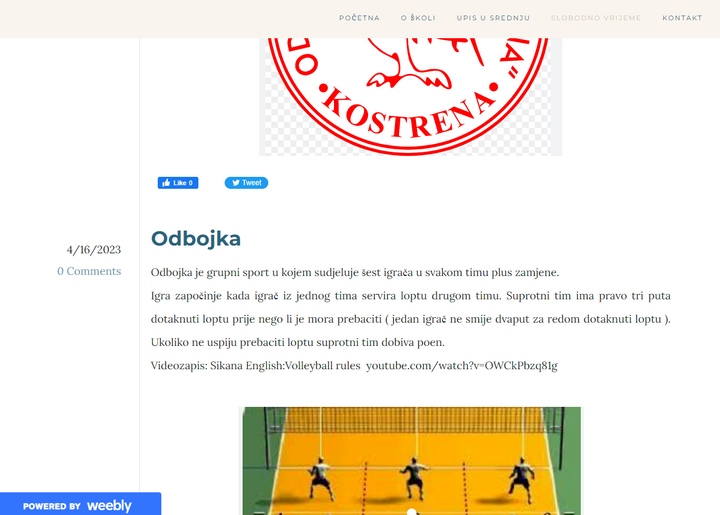 POČETNA O ŠKOLI UPIS U SREDNJU SLOBODNO VRIJEME KONTAKT
• KOSTRENA •
Like 0 Tweet
4/16/2023
0 Comments
Odbojka
Odbojka je grupni sport u kojem sudjeluje šest igrača u svakom timu plus zamjene.
Igra započinje kada igrač iz jednog tima servira loptu drugom timu. Suprotni tim ima pravo tri puta
dotaknuti loptu prije nego li je mora prebaciti ( jedan igrač ne smije dvaput za redom dotaknuti loptu ).
Ukoliko ne uspiju prebaciti loptu suprotni tim dobiva poen.
Videozapis: Sikana English:Volleyball rules youtube.com/watch?v=OWCkPbzq81g
POWERED BY weebly